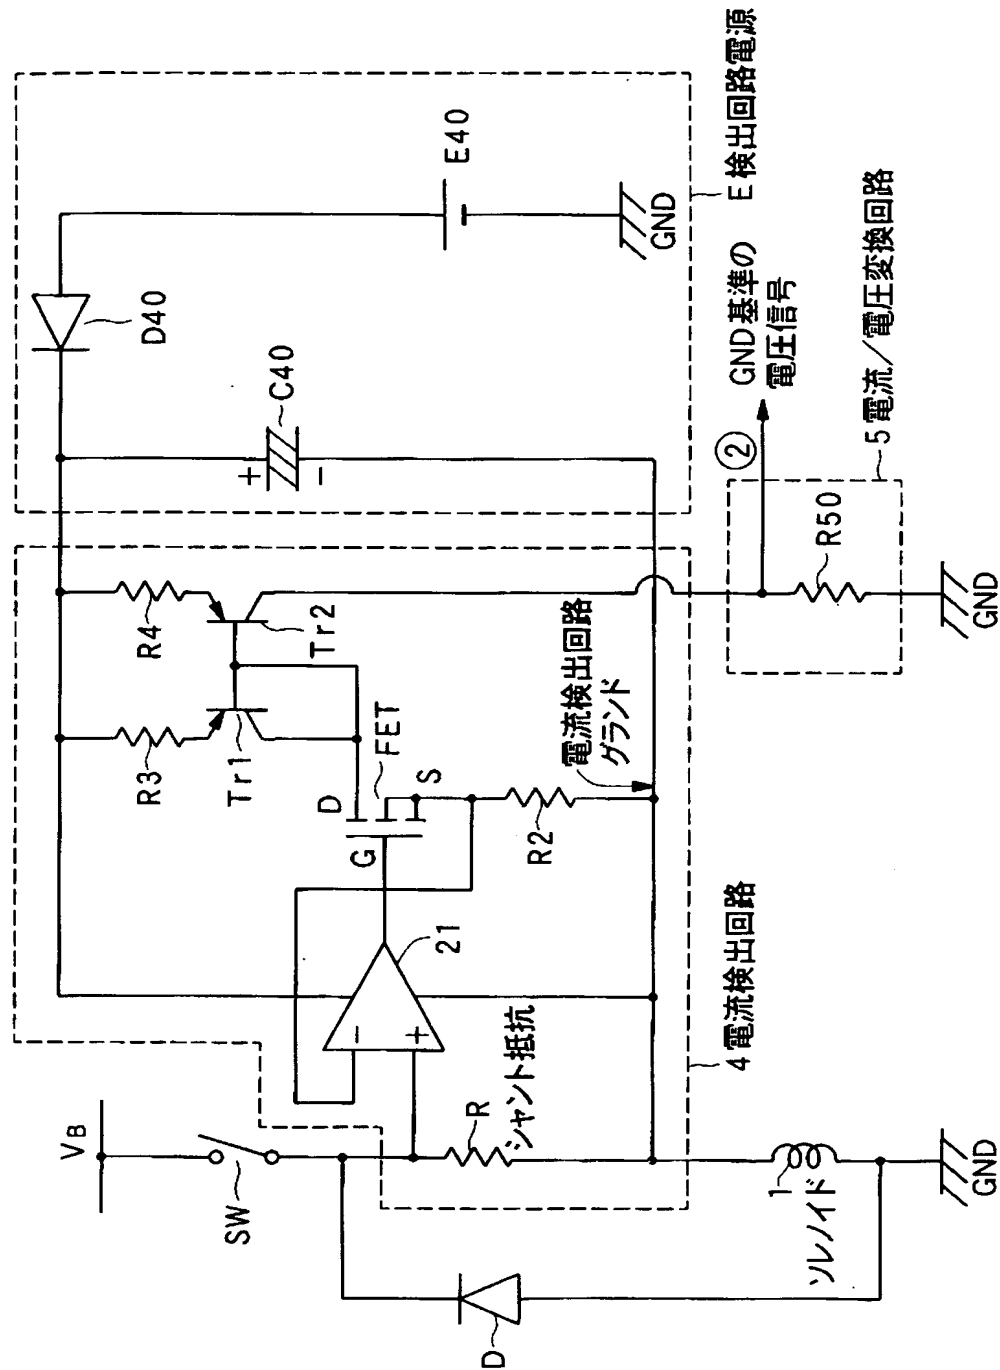 VB
SW
D
R
シャント抵抗
1
ソレノイド
GND
21
G
D
S
FET
R2
R3
R4
Tr1
Tr2
電流検出回路
グランド
4 電流検出回路
D40
C40
+
−
E40
GND
E 検出回路電源
②
GND基準の
電圧信号
R50
5 電流/電圧変換回路
GND
−
+